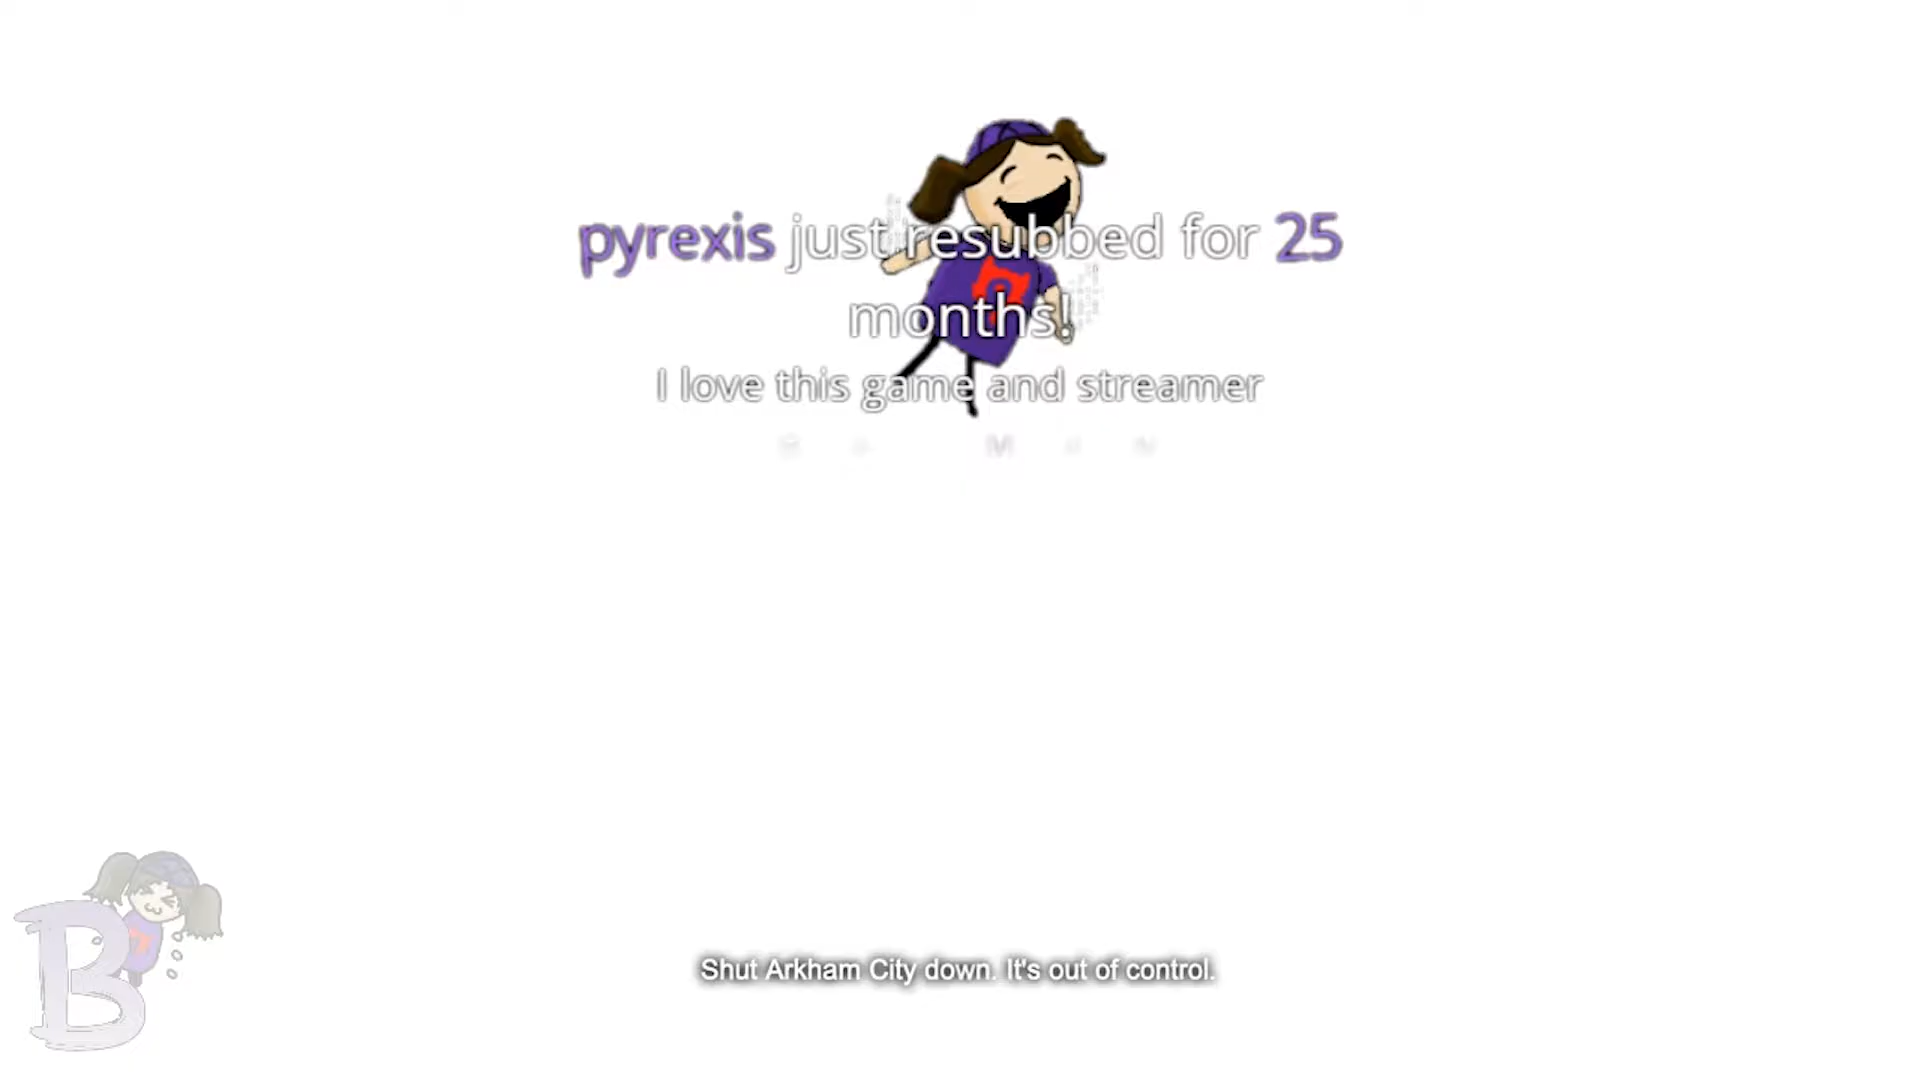 pyrexis just resubbed for 25
months!
I love this game and streamer
B
Shut Arkham City down. It's out of control.